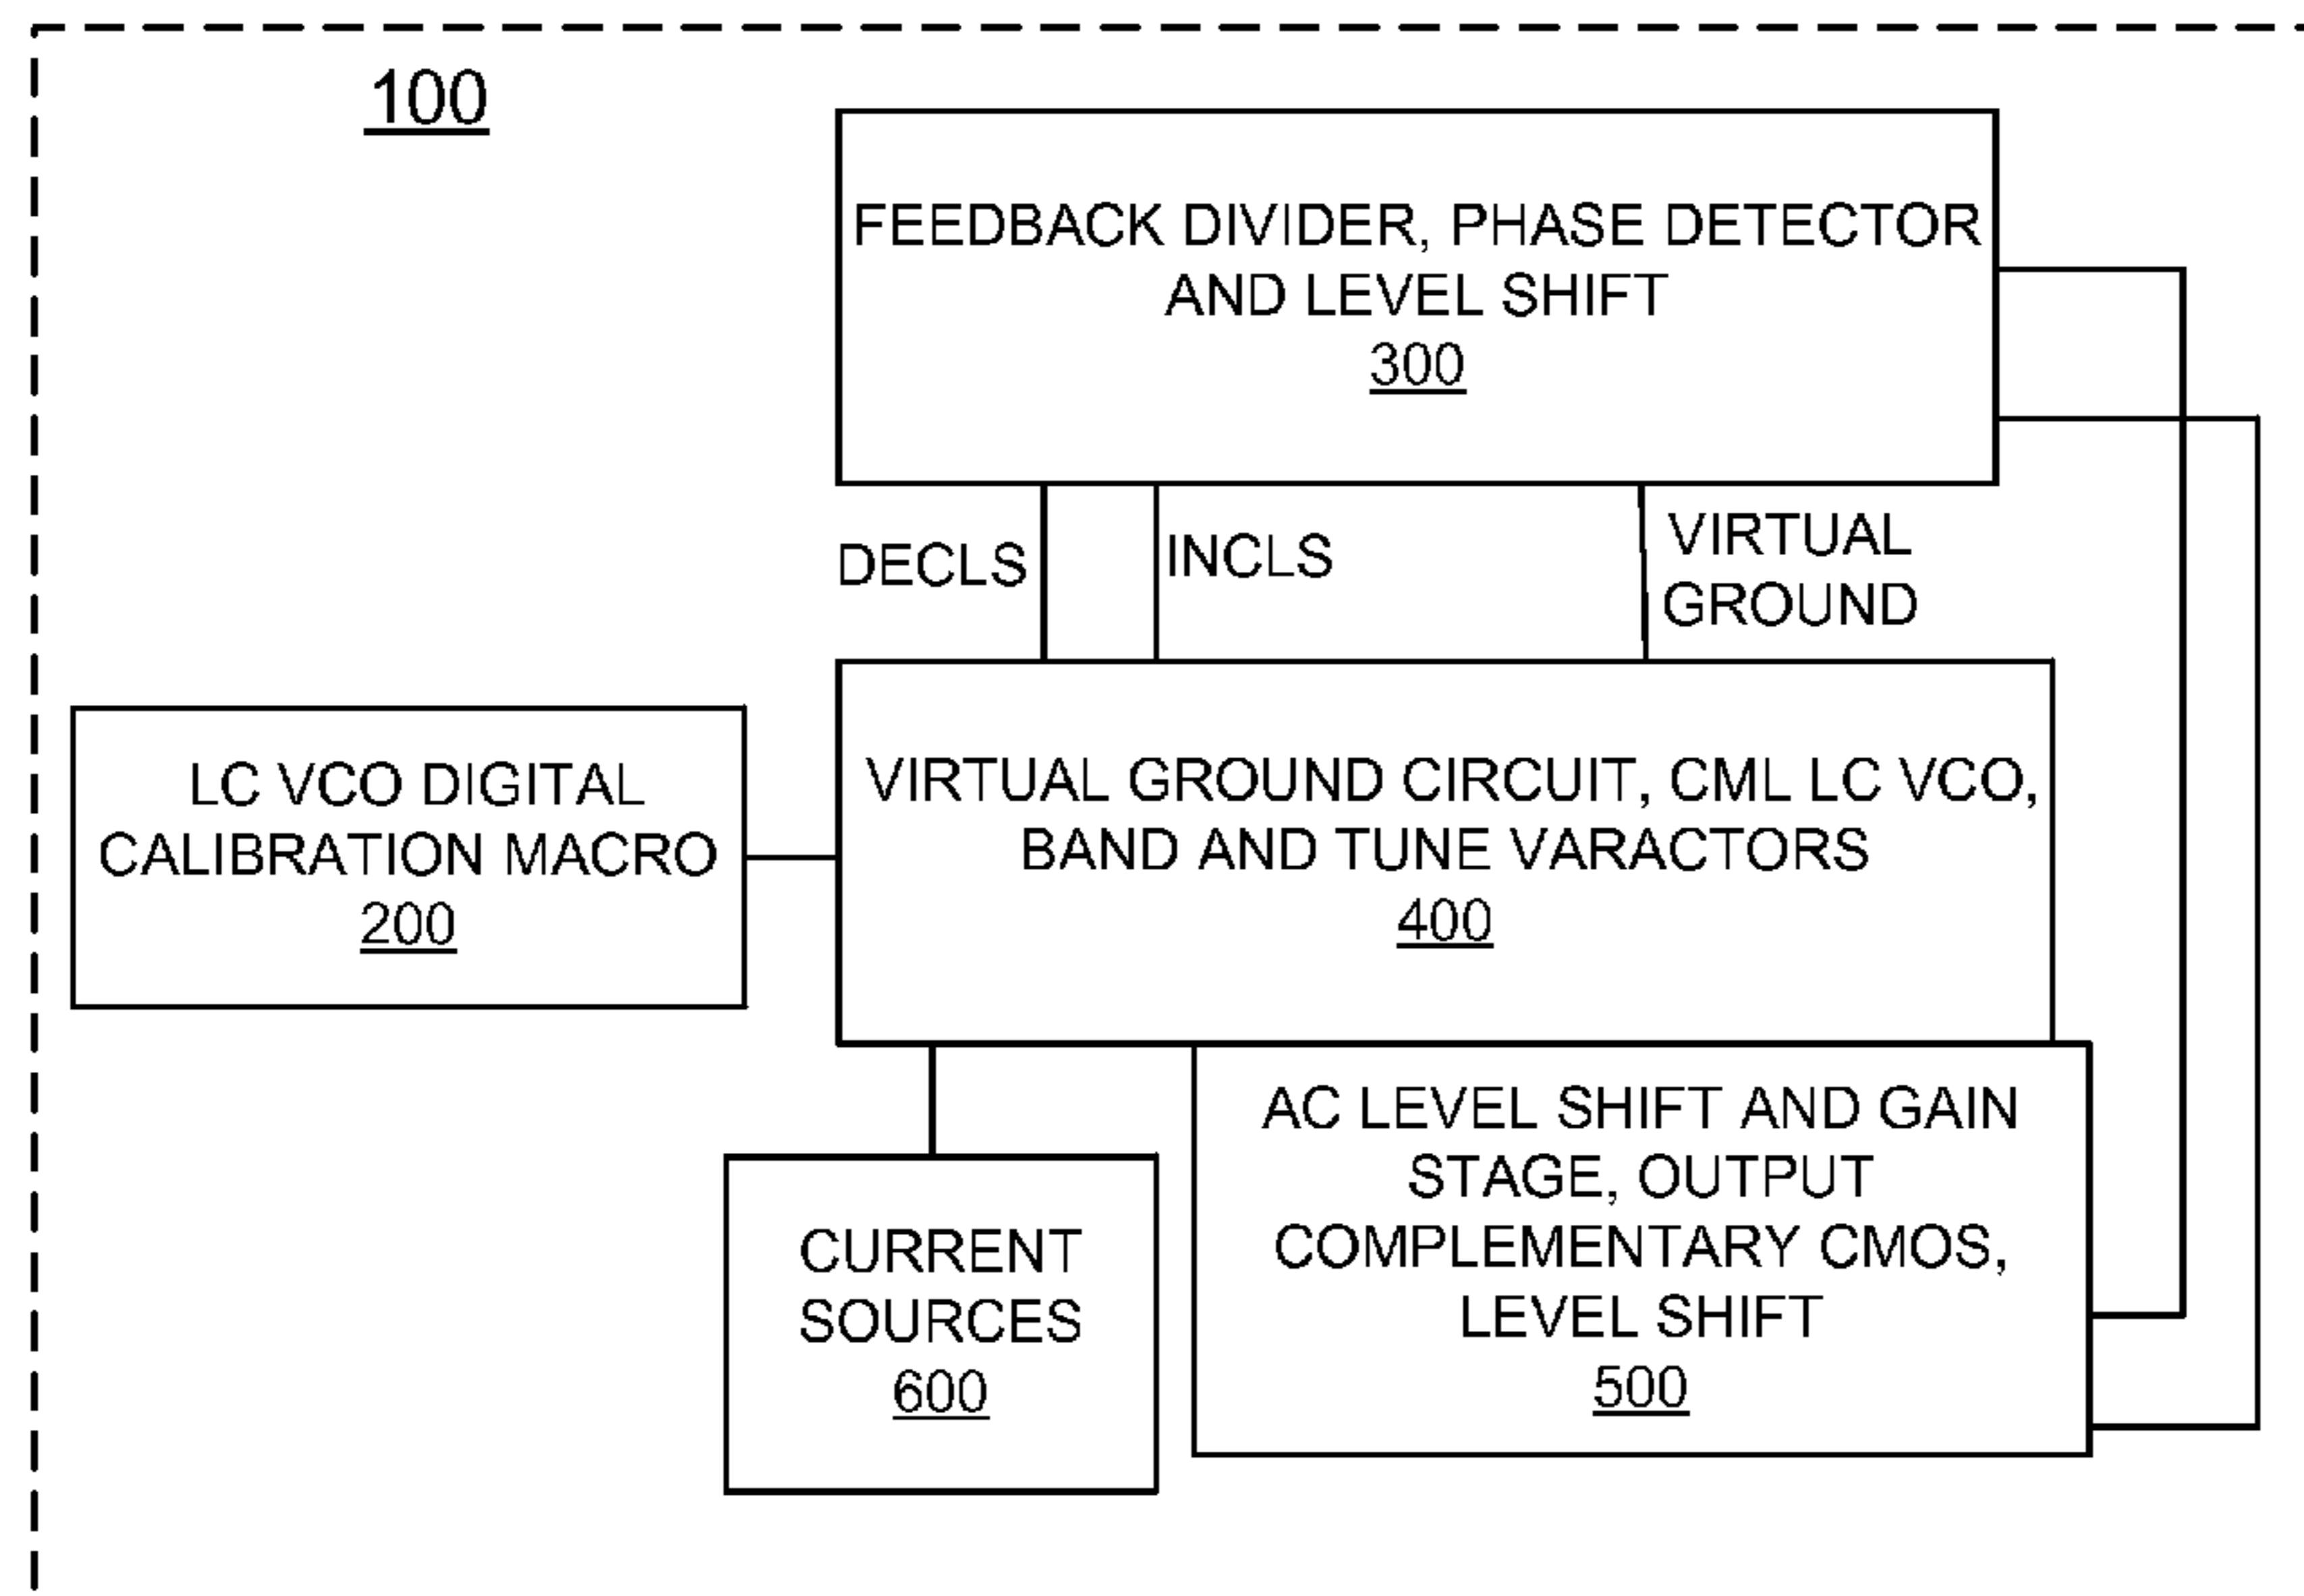 100
FEEDBACK DIVIDER, PHASE DETECTOR
AND LEVEL SHIFT
300
DECLS
INCLS
VIRTUAL
GROUND
LC VCO DIGITAL
CALIBRATION MACRO
200
VIRTUAL GROUND CIRCUIT, CML LC VCO,
BAND AND TUNE VARACTORS
400
AC LEVEL SHIFT AND GAIN
STAGE, OUTPUT
COMPLEMENTARY CMOS,
LEVEL SHIFT
500
CURRENT
SOURCES
600